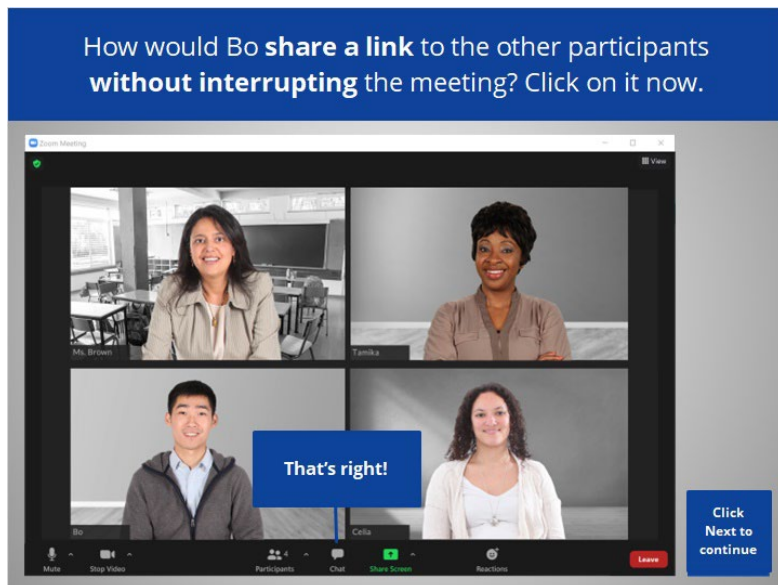 How would Bo share a link to the other participants
without interrupting the meeting? Click on it now.
Zoom Meeting
View
Ms. Brown
Tamika
That's right!
Bo
Celia
Click
Next to
continue
4
Mute
Stop Video
Participants
Chat
Share Screen
Reactions
Leave